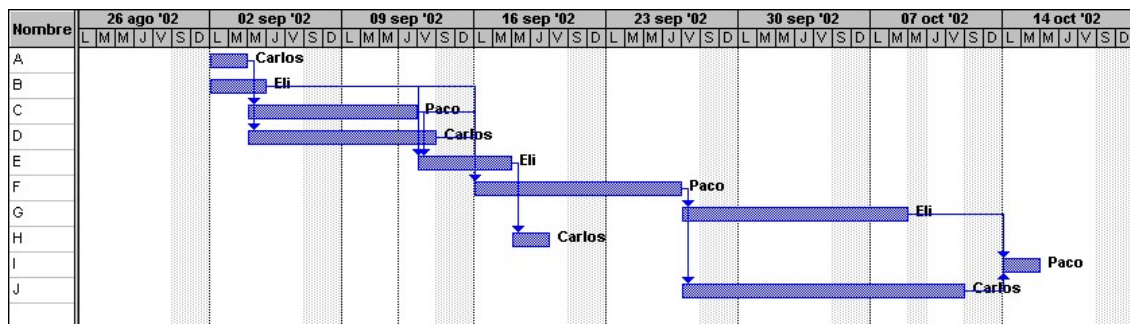 Nombre 26 ago '02 02 sep '02 09 sep '02 16 sep '02 23 sep '02 30 sep '02 07 oct '02 14 oct '02
L M M J V S D L M M J V S D L M M J V S D L M M J V S D L M M J V S D L M M J V S D L M M J V S D L M M J V S D
A Carlos
B Eli
C Paco
D Carlos
E Eli
F Paco
G Eli
H Carlos
I Paco
J Carlos